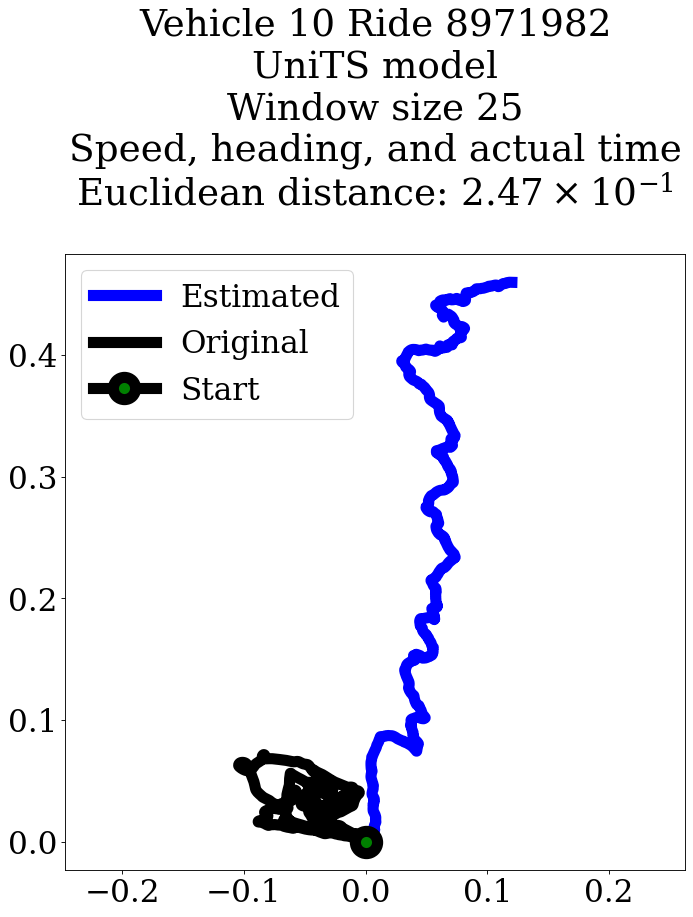 Vehicle 10 Ride 8971982
UniTS model
Window size 25
Speed, heading, and actual time
Euclidean distance: 2.47 × 10⁻¹
Estimated
Original
Start
0.4
0.3
0.2
0.1
0.0
−0.2 −0.1 0.0 0.1 0.2